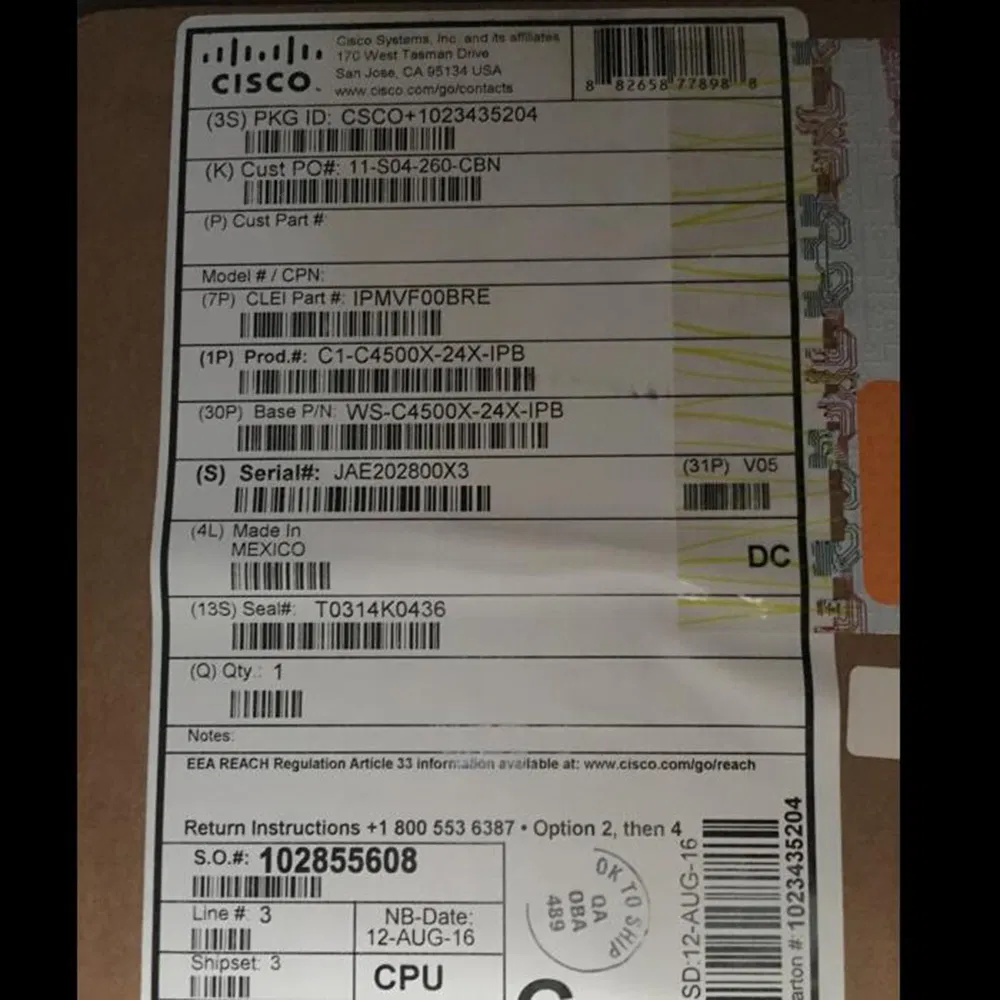 CISCO
Cisco Systems, Inc. and its affiliates
170 West Tasman Drive
San Jose, CA 95134 USA
www.cisco.com/go/contacts
8 82658 77898 8
(3S) PKG ID: CSCO+1023435204
(K) Cust PO#: 11-S04-260-CBN
(P) Cust Part #
Model # / CPN:
(7P) CLEI Part #: IPMVF00BRE
(1P) Prod.#: C1-C4500X-24X-IPB
(30P) Base P/N: WS-C4500X-24X-IPB
(S) Serial#: JAE202800X3
(31P) V05
(4L) Made In
MEXICO
DC
(13S) Seal#: T0314K0436
(Q) Qty.: 1
Notes:
EEA REACH Regulation Article 33 information available at: www.cisco.com/go/reach
Return Instructions +1 800 553 6387 • Option 2, then 4
S.O.#: 102855608
Line #: 3
NB-Date:
12-AUG-16
Shipset: 3
CPU
OK TO SHIP
QA
OBA
489
SD:12-AUG-16
arton #: 1023435204